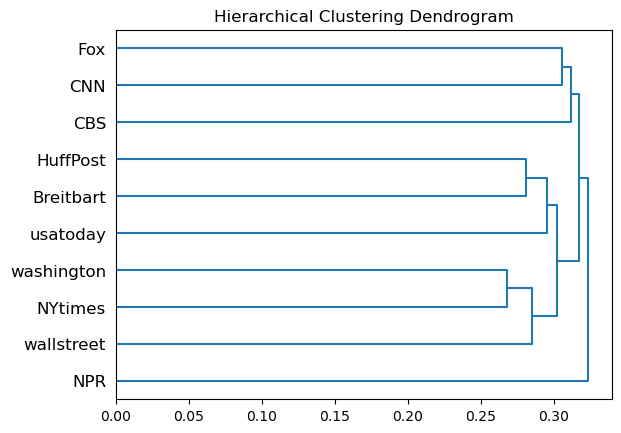 Hierarchical Clustering Dendrogram
Fox
CNN
CBS
HuffPost
Breitbart
usatoday
washington
NYtimes
wallstreet
NPR
0.00 0.05 0.10 0.15 0.20 0.25 0.30